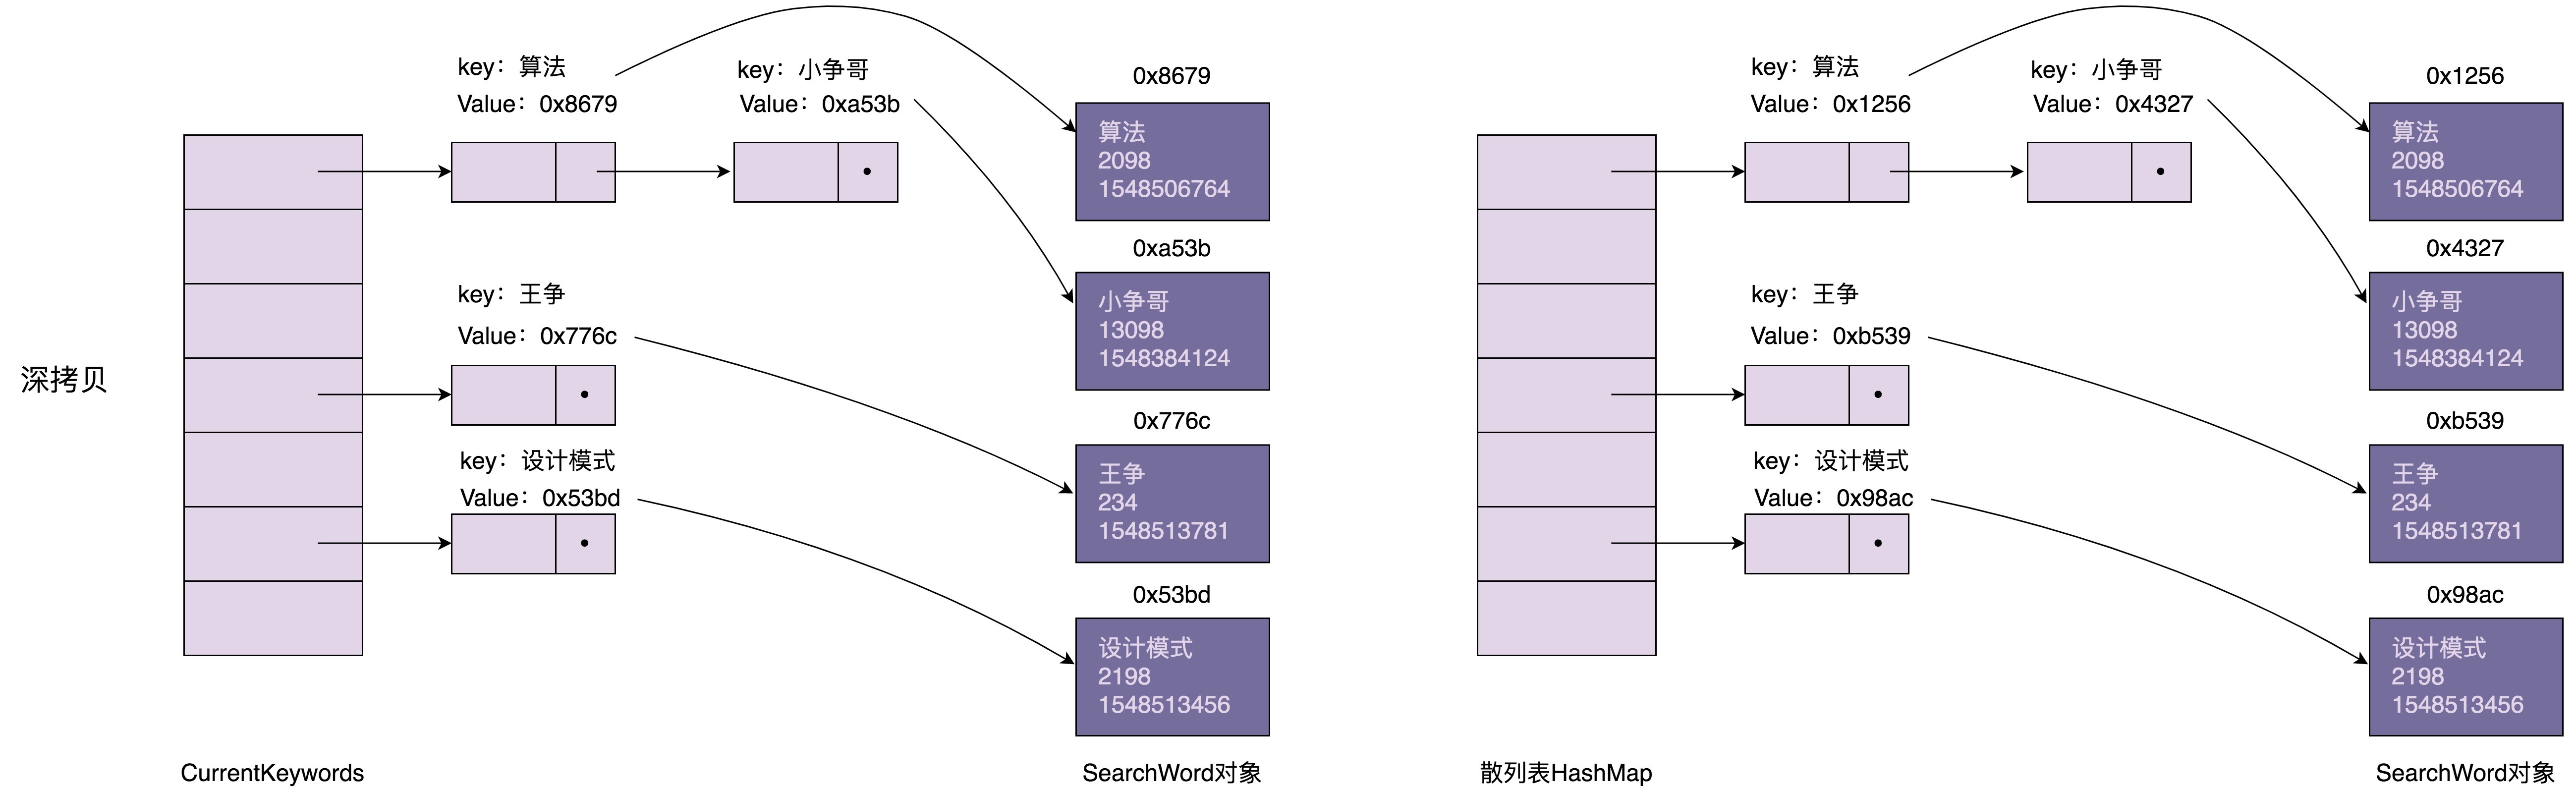 深拷贝
key：算法
Value：0x8679
key：小争哥
Value：0xa53b
key：王争
Value：0x776c
key：设计模式
Value：0x53bd
CurrentKeywords
0x8679
算法
2098
1548506764
0xa53b
小争哥
13098
1548384124
0x776c
王争
234
1548513781
0x53bd
设计模式
2198
1548513456
SearchWord对象
key：算法
Value：0x1256
key：小争哥
Value：0x4327
key：王争
Value：0xb539
key：设计模式
Value：0x98ac
散列表HashMap
0x1256
算法
2098
1548506764
0x4327
小争哥
13098
1548384124
0xb539
王争
234
1548513781
0x98ac
设计模式
2198
1548513456
SearchWord对象